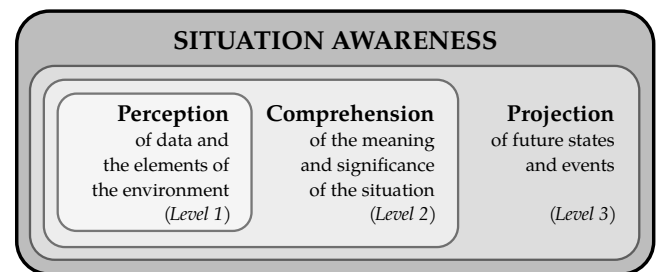 SITUATION AWARENESS
Perception
of data and
the elements of
the environment
(Level 1)
Comprehension
of the meaning
and significance
of the situation
(Level 2)
Projection
of future states
and events
(Level 3)